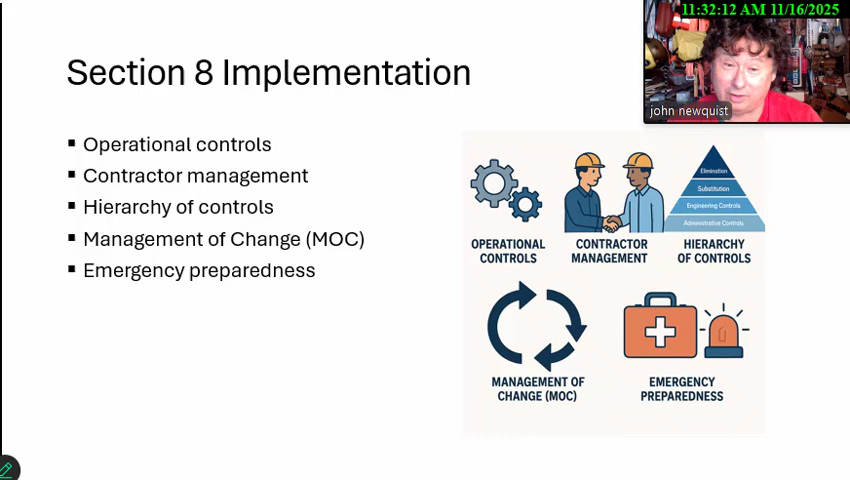 11:32:12 AM 11/16/2025
john newquist
Section 8 Implementation
▪ Operational controls
▪ Contractor management
▪ Hierarchy of controls
▪ Management of Change (MOC)
▪ Emergency preparedness
Elimination
Substitution
Engineering Controls
Administrative Controls
OPERATIONAL
CONTROLS
CONTRACTOR
MANAGEMENT
HIERARCHY
OF CONTROLS
MANAGEMENT OF
CHANGE (MOC)
EMERGENCY
PREPAREDNESS